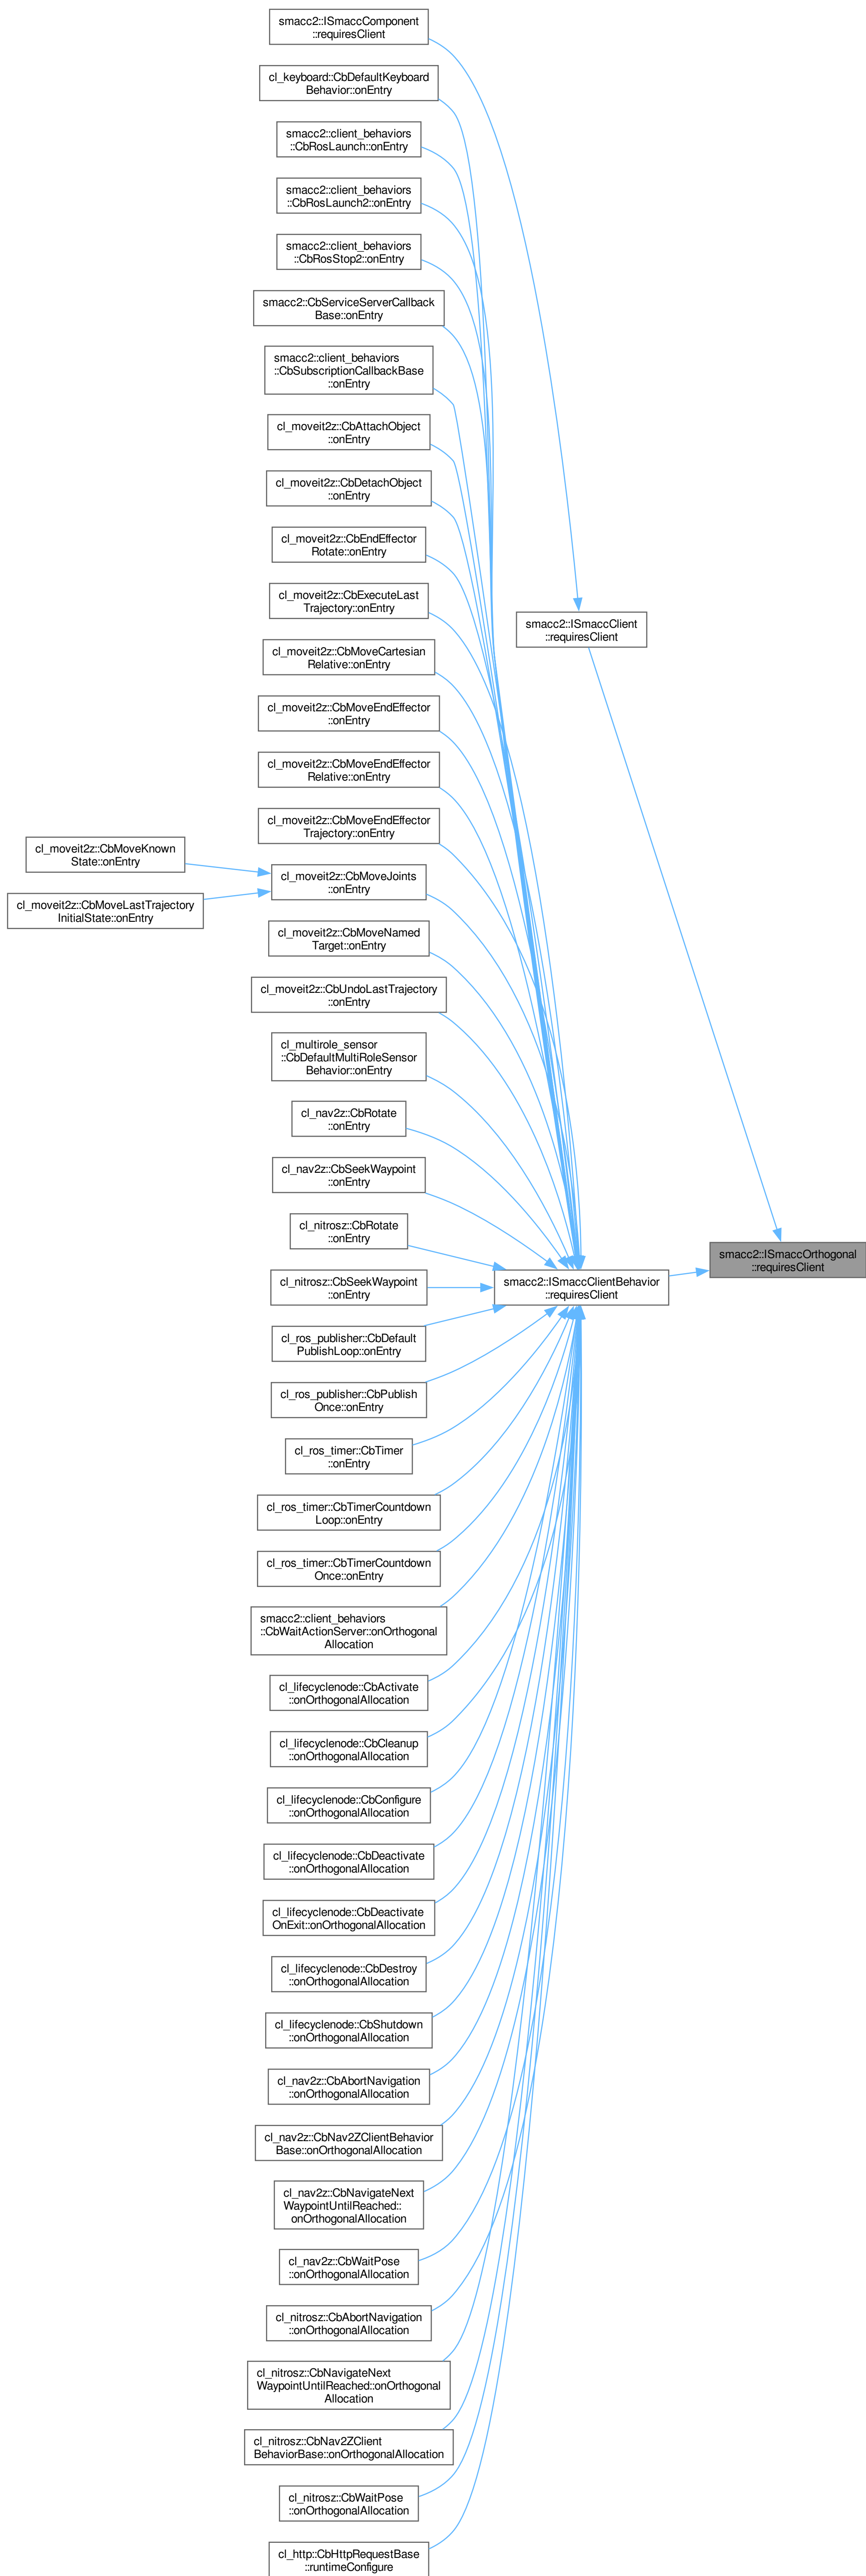 smacc2::ISmaccComponent
::requiresClient
cl_keyboard::CbDefaultKeyboard
Behavior::onEntry
smacc2::client_behaviors
::CbRosLaunch::onEntry
smacc2::client_behaviors
::CbRosLaunch2::onEntry
smacc2::client_behaviors
::CbRosStop2::onEntry
smacc2::CbServiceServerCallback
Base::onEntry
smacc2::client_behaviors
::CbSubscriptionCallbackBase
::onEntry
cl_moveit2z::CbAttachObject
::onEntry
cl_moveit2z::CbDetachObject
::onEntry
cl_moveit2z::CbEndEffector
Rotate::onEntry
cl_moveit2z::CbExecuteLast
Trajectory::onEntry
smacc2::ISmaccClient
::requiresClient
cl_moveit2z::CbMoveCartesian
Relative::onEntry
cl_moveit2z::CbMoveEndEffector
::onEntry
cl_moveit2z::CbMoveEndEffector
Relative::onEntry
cl_moveit2z::CbMoveEndEffector
Trajectory::onEntry
cl_moveit2z::CbMoveKnown
State::onEntry
cl_moveit2z::CbMoveJoints
::onEntry
cl_moveit2z::CbMoveLastTrajectory
InitialState::onEntry
cl_moveit2z::CbMoveNamed
Target::onEntry
cl_moveit2z::CbUndoLastTrajectory
::onEntry
cl_multirole_sensor
::CbDefaultMultiRoleSensor
Behavior::onEntry
cl_nav2z::CbRotate
::onEntry
cl_nav2z::CbSeekWaypoint
::onEntry
cl_nitrosz::CbRotate
::onEntry
smacc2::ISmaccOrthogonal
::requiresClient
cl_nitrosz::CbSeekWaypoint
::onEntry
smacc2::ISmaccClientBehavior
::requiresClient
cl_ros_publisher::CbDefault
PublishLoop::onEntry
cl_ros_publisher::CbPublish
Once::onEntry
cl_ros_timer::CbTimer
::onEntry
cl_ros_timer::CbTimerCountdown
Loop::onEntry
cl_ros_timer::CbTimerCountdown
Once::onEntry
smacc2::client_behaviors
::CbWaitActionServer::onOrthogonal
Allocation
cl_lifecyclenode::CbActivate
::onOrthogonalAllocation
cl_lifecyclenode::CbCleanup
::onOrthogonalAllocation
cl_lifecyclenode::CbConfigure
::onOrthogonalAllocation
cl_lifecyclenode::CbDeactivate
::onOrthogonalAllocation
cl_lifecyclenode::CbDeactivate
OnExit::onOrthogonalAllocation
cl_lifecyclenode::CbDestroy
::onOrthogonalAllocation
cl_lifecyclenode::CbShutdown
::onOrthogonalAllocation
cl_nav2z::CbAbortNavigation
::onOrthogonalAllocation
cl_nav2z::CbNav2ZClientBehavior
Base::onOrthogonalAllocation
cl_nav2z::CbNavigateNext
WaypointUntilReached::
onOrthogonalAllocation
cl_nav2z::CbWaitPose
::onOrthogonalAllocation
cl_nitrosz::CbAbortNavigation
::onOrthogonalAllocation
cl_nitrosz::CbNavigateNext
WaypointUntilReached::onOrthogonal
Allocation
cl_nitrosz::CbNav2ZClient
BehaviorBase::onOrthogonalAllocation
cl_nitrosz::CbWaitPose
::onOrthogonalAllocation
cl_http::CbHttpRequestBase
::runtimeConfigure